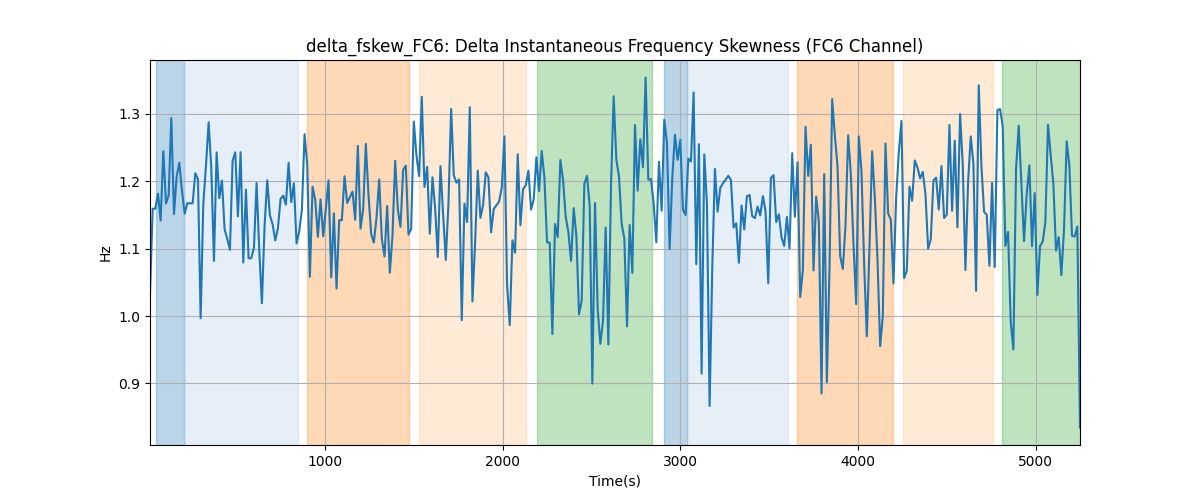 delta_fskew_FC6: Delta Instantaneous Frequency Skewness (FC6 Channel)
1.3
1.2
1.1
1.0
0.9
Hz
1000 2000 3000 4000 5000
Time(s)